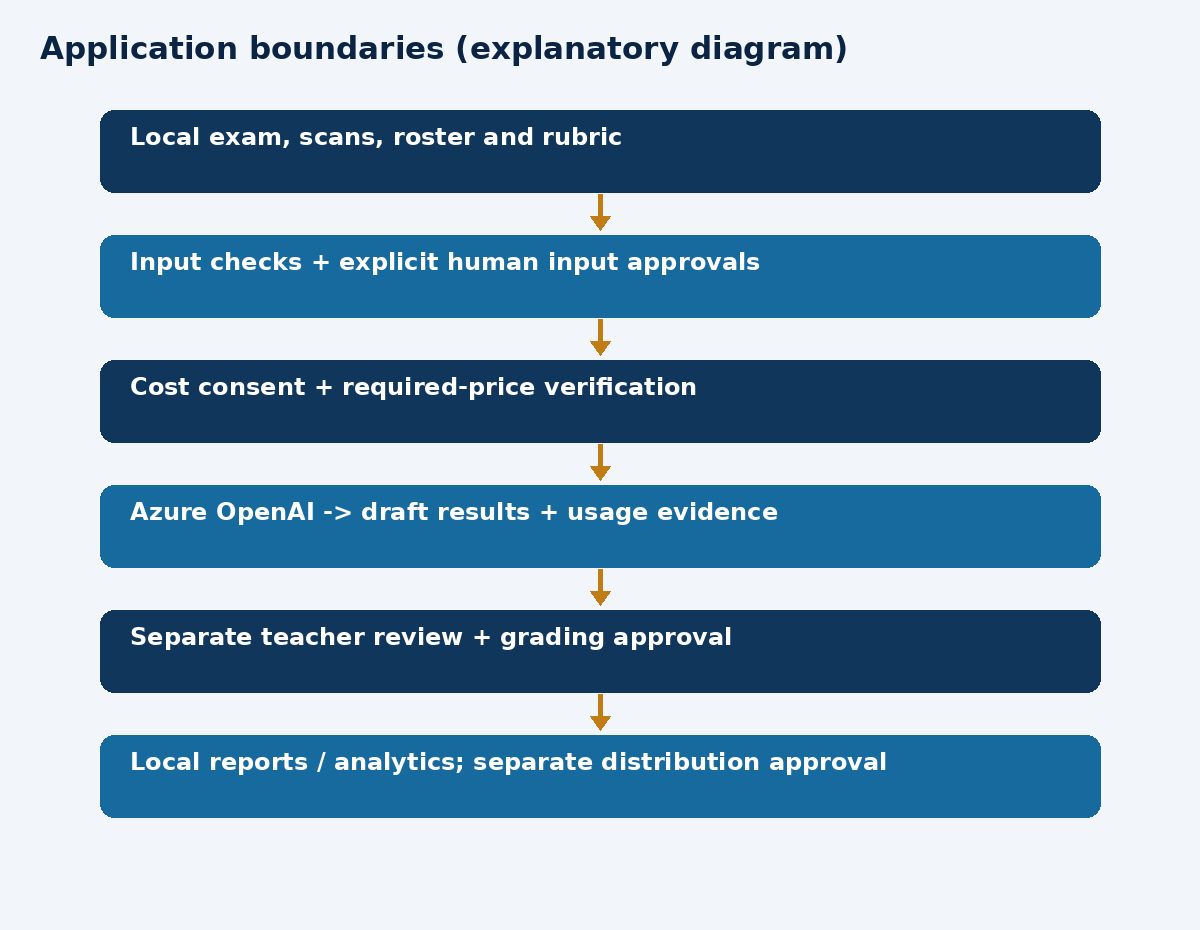 Application boundaries (explanatory diagram)
Local exam, scans, roster and rubric
Input checks + explicit human input approvals
Cost consent + required-price verification
Azure OpenAI -> draft results + usage evidence
Separate teacher review + grading approval
Local reports / analytics; separate distribution approval